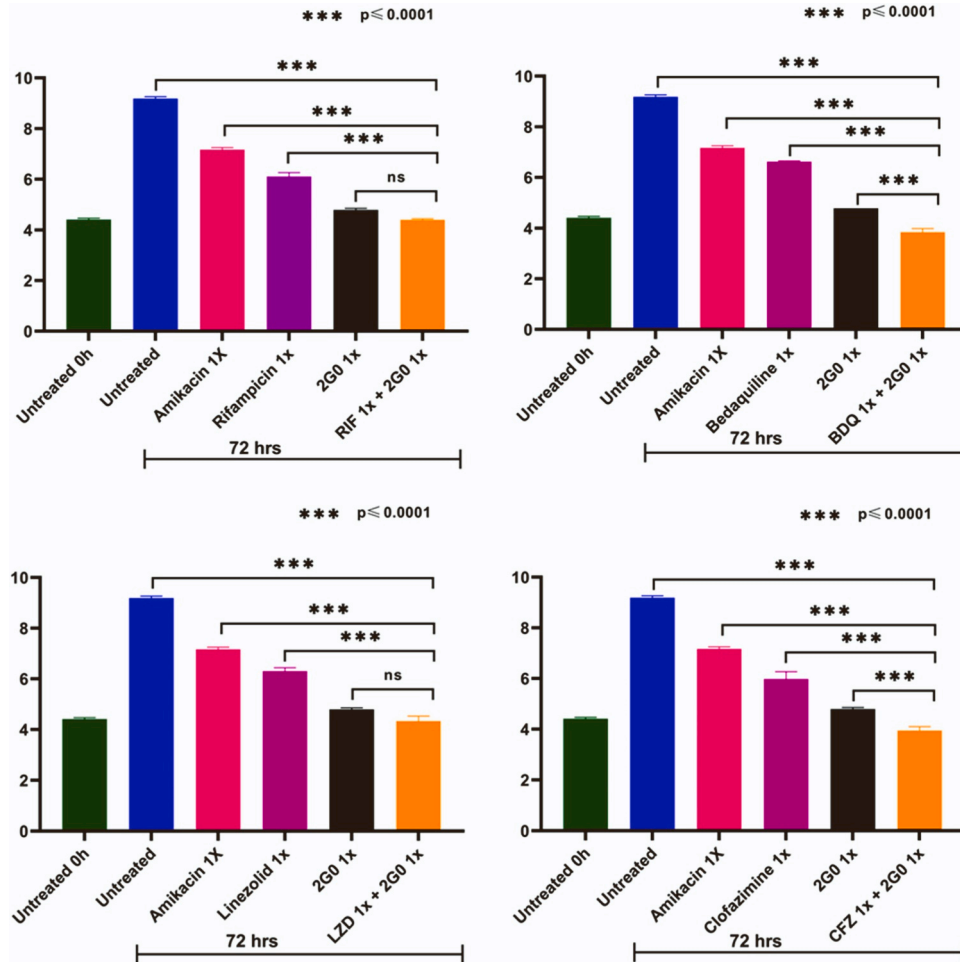 *** p≤ 0.0001
***
***
***
ns
10
8
6
4
2
0
Untreated 0h
Untreated
Amikacin 1X
Rifampicin 1x
2G0 1x
RIF 1x + 2G0 1x
72 hrs
*** p≤ 0.0001
***
***
***
***
10
8
6
4
2
0
Untreated 0h
Untreated
Amikacin 1X
Bedaquiline 1x
2G0 1x
BDQ 1x + 2G0 1x
72 hrs
*** p≤ 0.0001
***
***
***
ns
10
8
6
4
2
0
Untreated 0h
Untreated
Amikacin 1X
Linezolid 1x
2G0 1x
LZD 1x + 2G0 1x
72 hrs
*** p≤ 0.0001
***
***
***
***
10
8
6
4
2
0
Untreated 0h
Untreated
Amikacin 1X
Clofazimine 1x
2G0 1x
CFZ 1x + 2G0 1x
72 hrs